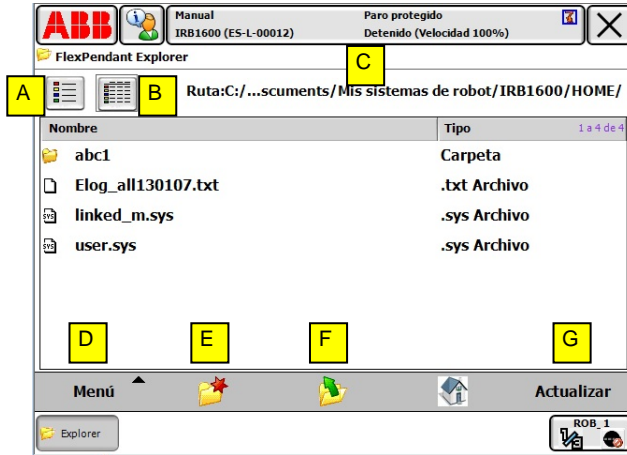 ABB
Manual
IRB1600 (ES-L-00012)
Paro protegido
Detenido (Velocidad 100%)
FlexPendant Explorer
C
A
B
Ruta:C:/...scuments/Mis sistemas de robot/IRB1600/HOME/
Nombre
Tipo
1 a 4 de 4
abc1
Carpeta
Elog_all130107.txt
.txt Archivo
linked_m.sys
.sys Archivo
user.sys
.sys Archivo
D
E
F
G
Menú
Actualizar
Explorer
ROB_1
1/3